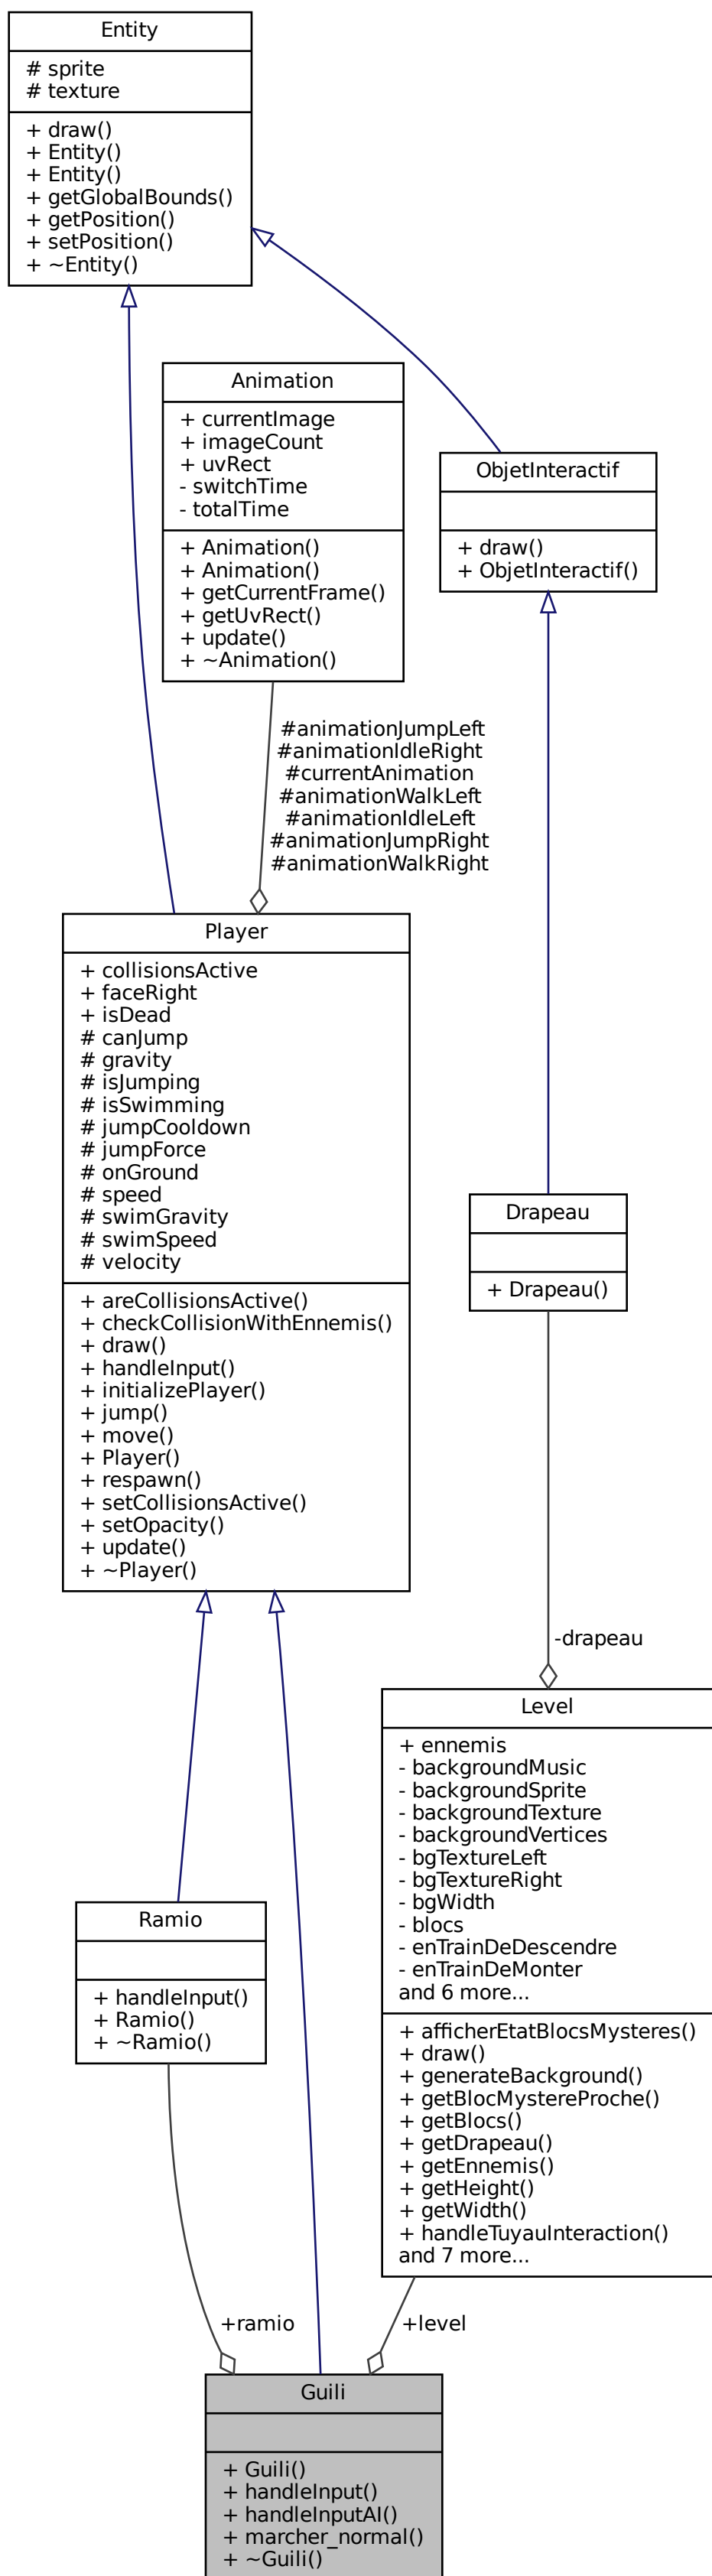 Entity
# sprite
# texture
+ draw()
+ Entity()
+ Entity()
+ getGlobalBounds()
+ getPosition()
+ setPosition()
+ ~Entity()
Animation
+ currentImage
+ imageCount
+ uvRect
- switchTime
- totalTime
+ Animation()
+ Animation()
+ getCurrentFrame()
+ getUvRect()
+ update()
+ ~Animation()
ObjetInteractif
+ draw()
+ ObjetInteractif()
#animationJumpLeft
#animationIdleRight
#currentAnimation
#animationWalkLeft
#animationIdleLeft
#animationJumpRight
#animationWalkRight
Player
+ collisionsActive
+ faceRight
+ isDead
# canJump
# gravity
# isJumping
# isSwimming
# jumpCooldown
# jumpForce
# onGround
# speed
# swimGravity
# swimSpeed
# velocity
+ areCollisionsActive()
+ checkCollisionWithEnnemis()
+ draw()
+ handleInput()
+ initializePlayer()
+ jump()
+ move()
+ Player()
+ respawn()
+ setCollisionsActive()
+ setOpacity()
+ update()
+ ~Player()
Drapeau
+ Drapeau()
-drapeau
Level
+ ennemis
- backgroundMusic
- backgroundSprite
- backgroundTexture
- backgroundVertices
- bgTextureLeft
- bgTextureRight
- bgWidth
- blocs
- enTrainDeDescendre
- enTrainDeMonter
and 6 more...
+ afficherEtatBlocsMysteres()
+ draw()
+ generateBackground()
+ getBlocMystereProche()
+ getBlocs()
+ getDrapeau()
+ getEnnemis()
+ getHeight()
+ getWidth()
+ handleTuyauInteraction()
and 7 more...
Ramio
+ handleInput()
+ Ramio()
+ ~Ramio()
+ramio
+level
Guili
+ Guili()
+ handleInput()
+ handleInputAI()
+ marcher_normal()
+ ~Guili()